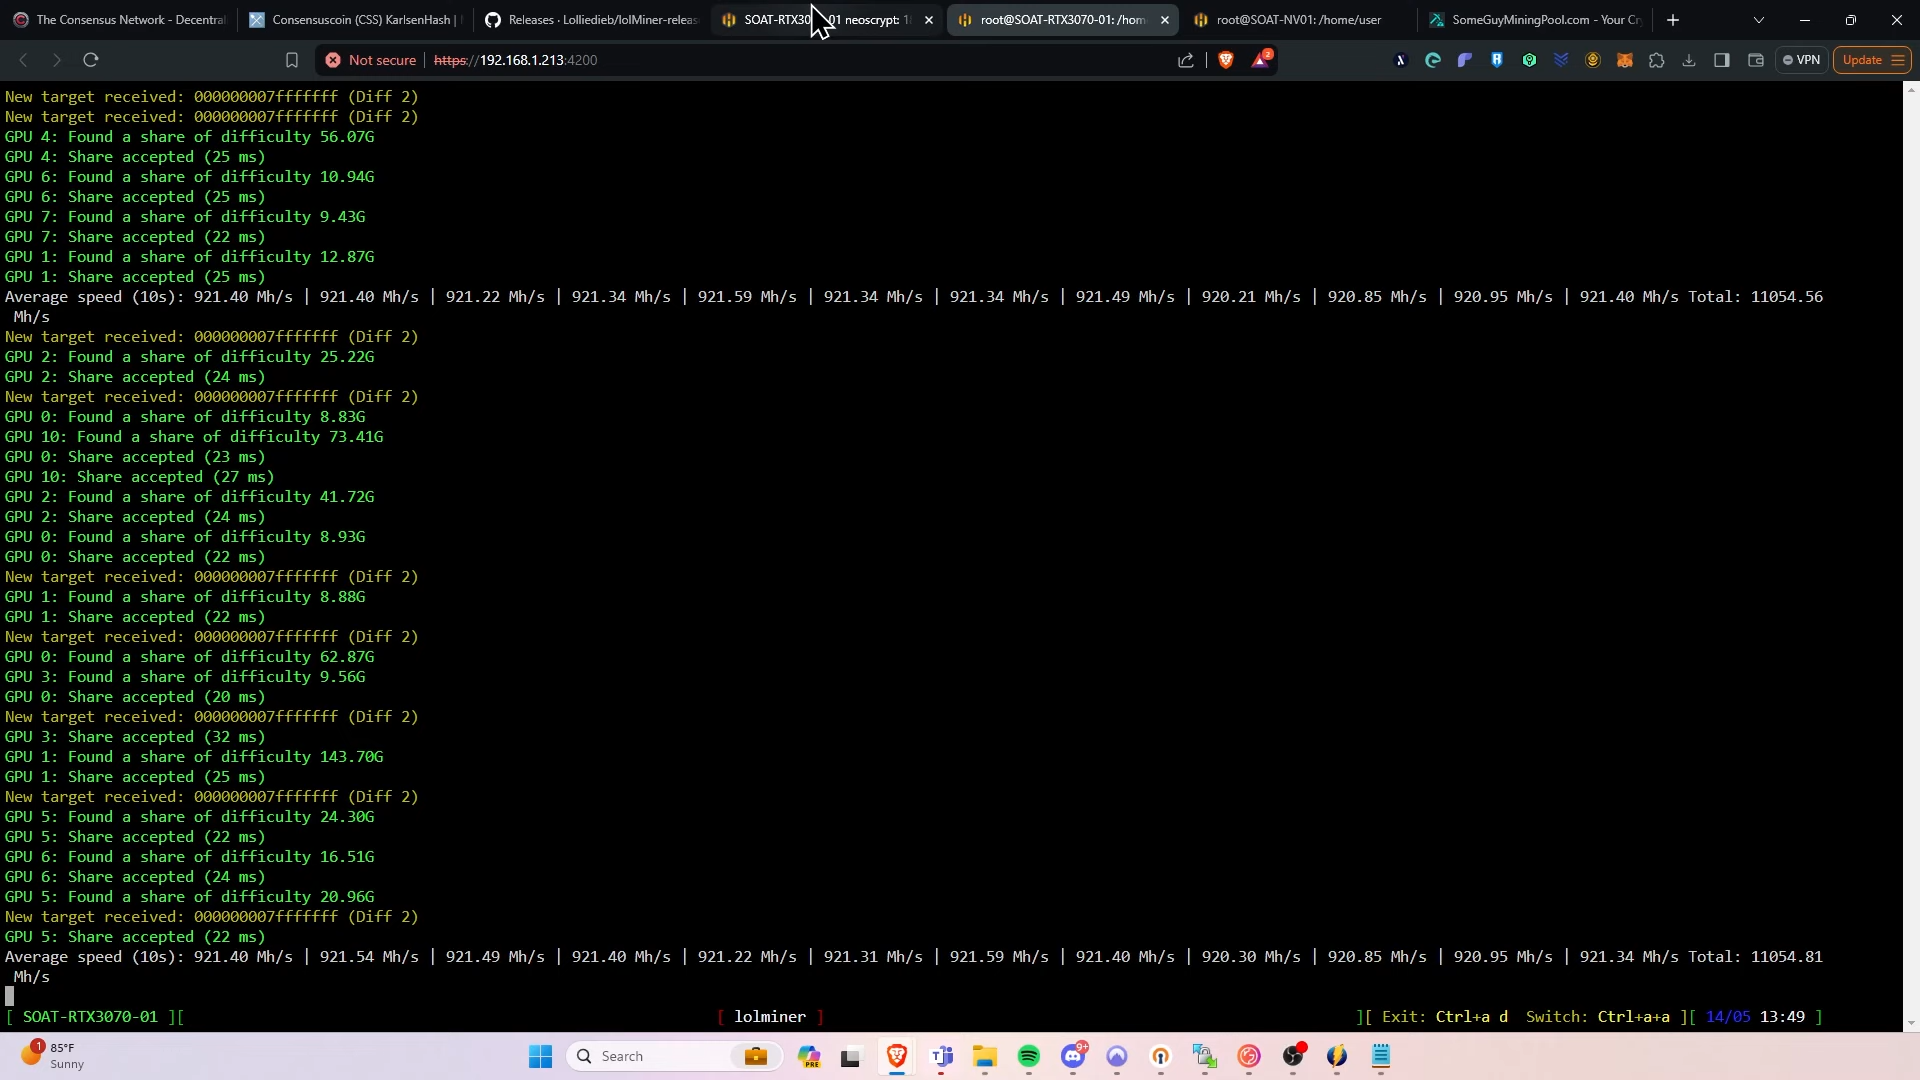 The Consensus Network - Decentral
Consensuscoin (CSS) KarlsenHash |
Releases · Lolliedieb/lolMiner-releas
SOAT-RTX30 01 neoscrypt: 1
root@SOAT-RTX3070-01: /hom
root@SOAT-NV01: /home/user
SomeGuyMiningPool.com - Your Cr
Not secure https://192.168.1.213:4200
2
VPN
Update
New target received: 000000007fffffff (Diff 2)
New target received: 000000007fffffff (Diff 2)
GPU 4: Found a share of difficulty 56.07G
GPU 4: Share accepted (25 ms)
GPU 6: Found a share of difficulty 10.94G
GPU 6: Share accepted (25 ms)
GPU 7: Found a share of difficulty 9.43G
GPU 7: Share accepted (22 ms)
GPU 1: Found a share of difficulty 12.87G
GPU 1: Share accepted (25 ms)
Average speed (10s): 921.40 Mh/s | 921.40 Mh/s | 921.22 Mh/s | 921.34 Mh/s | 921.59 Mh/s | 921.34 Mh/s | 921.34 Mh/s | 921.49 Mh/s | 920.21 Mh/s | 920.85 Mh/s | 920.95 Mh/s | 921.40 Mh/s Total: 11054.56
Mh/s
New target received: 000000007fffffff (Diff 2)
GPU 2: Found a share of difficulty 25.22G
GPU 2: Share accepted (24 ms)
New target received: 000000007fffffff (Diff 2)
GPU 0: Found a share of difficulty 8.83G
GPU 10: Found a share of difficulty 73.41G
GPU 0: Share accepted (23 ms)
GPU 10: Share accepted (27 ms)
GPU 2: Found a share of difficulty 41.72G
GPU 2: Share accepted (24 ms)
GPU 0: Found a share of difficulty 8.93G
GPU 0: Share accepted (22 ms)
New target received: 000000007fffffff (Diff 2)
GPU 1: Found a share of difficulty 8.88G
GPU 1: Share accepted (22 ms)
New target received: 000000007fffffff (Diff 2)
GPU 0: Found a share of difficulty 62.87G
GPU 3: Found a share of difficulty 9.56G
GPU 0: Share accepted (20 ms)
New target received: 000000007fffffff (Diff 2)
GPU 3: Share accepted (32 ms)
GPU 1: Found a share of difficulty 143.70G
GPU 1: Share accepted (25 ms)
New target received: 000000007fffffff (Diff 2)
GPU 5: Found a share of difficulty 24.30G
GPU 5: Share accepted (22 ms)
GPU 6: Found a share of difficulty 16.51G
GPU 6: Share accepted (24 ms)
GPU 5: Found a share of difficulty 20.96G
New target received: 000000007fffffff (Diff 2)
GPU 5: Share accepted (22 ms)
Average speed (10s): 921.40 Mh/s | 921.54 Mh/s | 921.49 Mh/s | 921.40 Mh/s | 921.22 Mh/s | 921.31 Mh/s | 921.59 Mh/s | 921.40 Mh/s | 920.30 Mh/s | 920.85 Mh/s | 920.95 Mh/s | 921.34 Mh/s Total: 11054.81
Mh/s
[ SOAT-RTX3070-01 ][ [ lolminer ] ][ Exit: Ctrl+a d Switch: Ctrl+a+a ][ 14/05 13:49 ]
1
85°F
Sunny
Search
PRE
9+